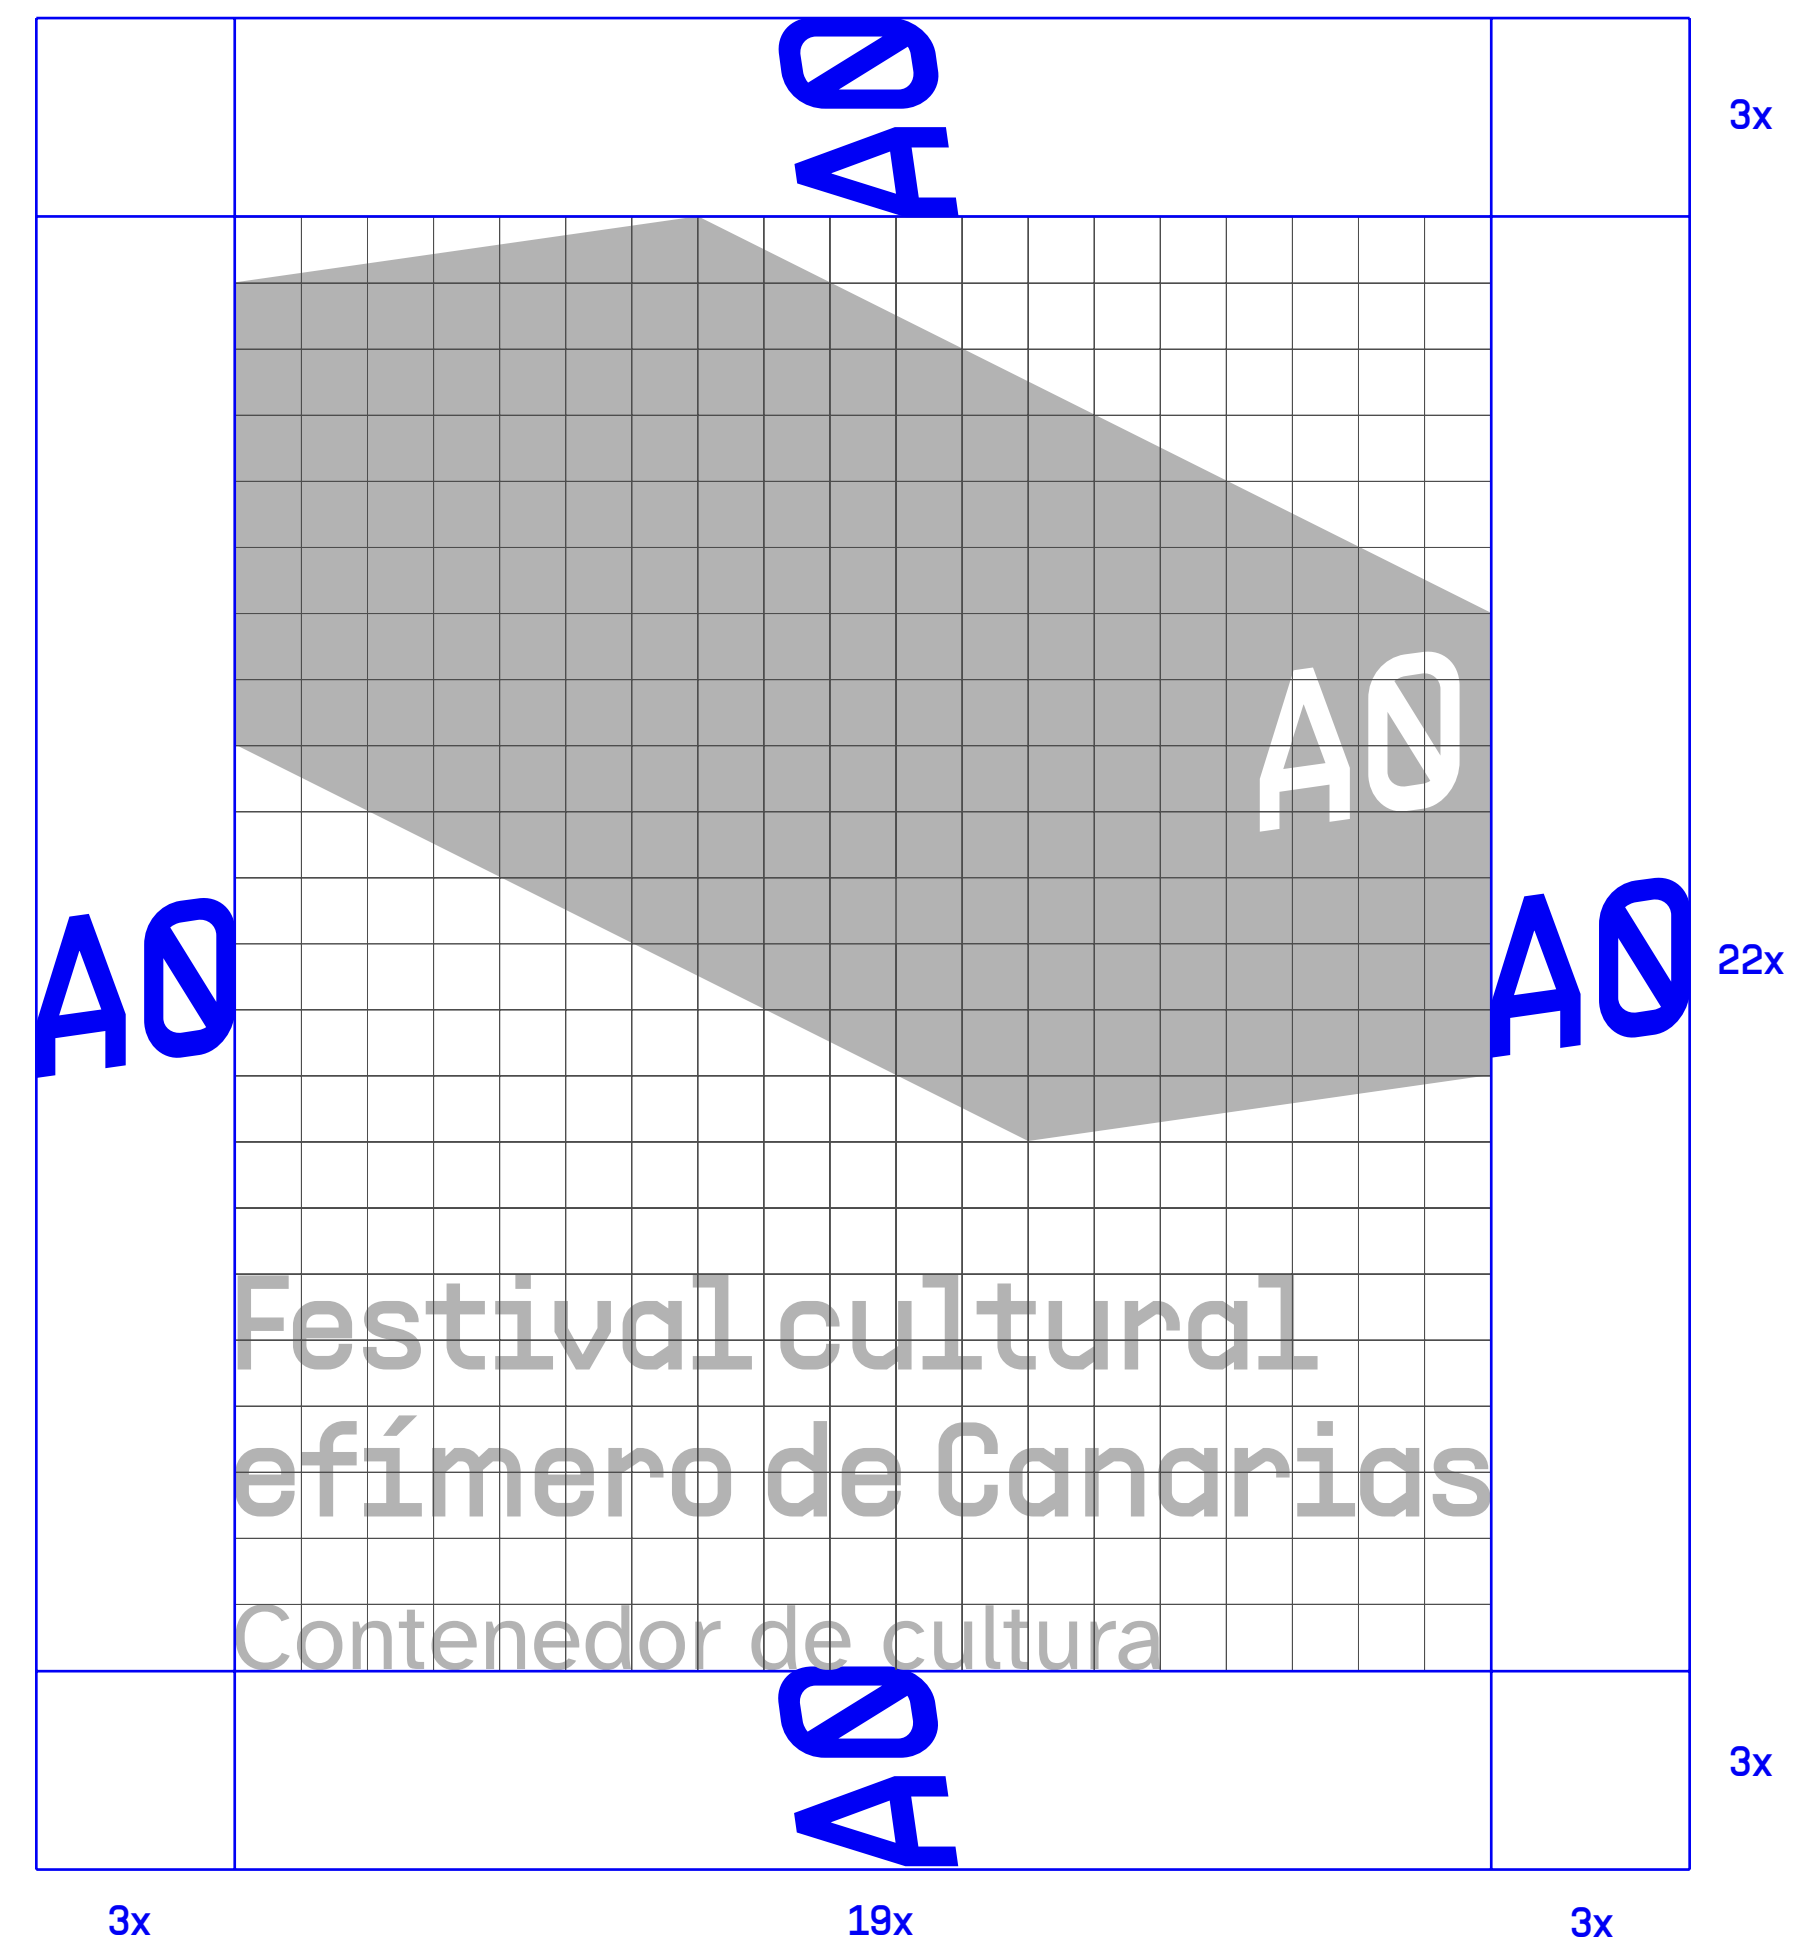 A0
3x
A0
A0
A0
22x
Festival cultural
efímero de Canarias
Contenedor de cultura
A0
3x
3x
19x
3x